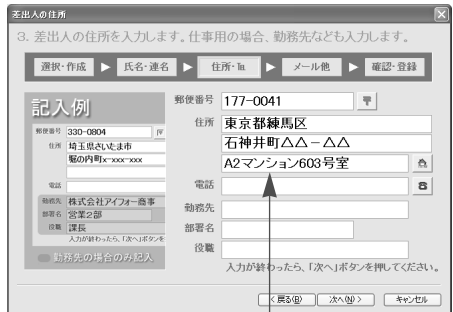 差出人の住所
3. 差出人の住所を入力します。仕事用の場合、勤務先なども入力します。
選択・作成 ▶ 氏名・連名 ▶ 住所・℡ ▶ メール他 ▶ 確認・登録
記入例
郵便番号 330-0804
住所 埼玉県さいたま市
堀の内町x-xxx-xxx
電話
勤務先 株式会社アイフォー商事
部署名 営業2部
役職 課長
入力が終わったら、「次へ」ボタンを
勤務先の場合のみ記入
郵便番号 177-0041 〒
住所 東京都練馬区
石神井町△△－△△
A2マンション603号室
電話
勤務先
部署名
役職
入力が終わったら、「次へ」ボタンを押してください。
< 戻る(B) 次へ(N) > キャンセル